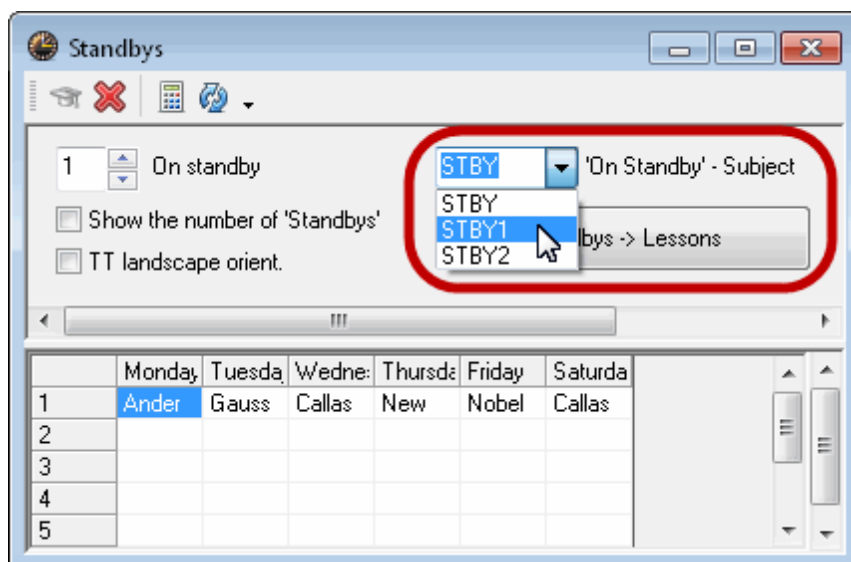 Standbys
1 On standby
STBY 'On Standby' - Subject
STBY
STBY1
STBY2
Show the number of 'Standbys'
bys -> Lessons
TT landscape orient.
Monday Tuesda Wedne Thursda Friday Saturda
1 Ander Gauss Callas New Nobel Callas
2
3
4
5